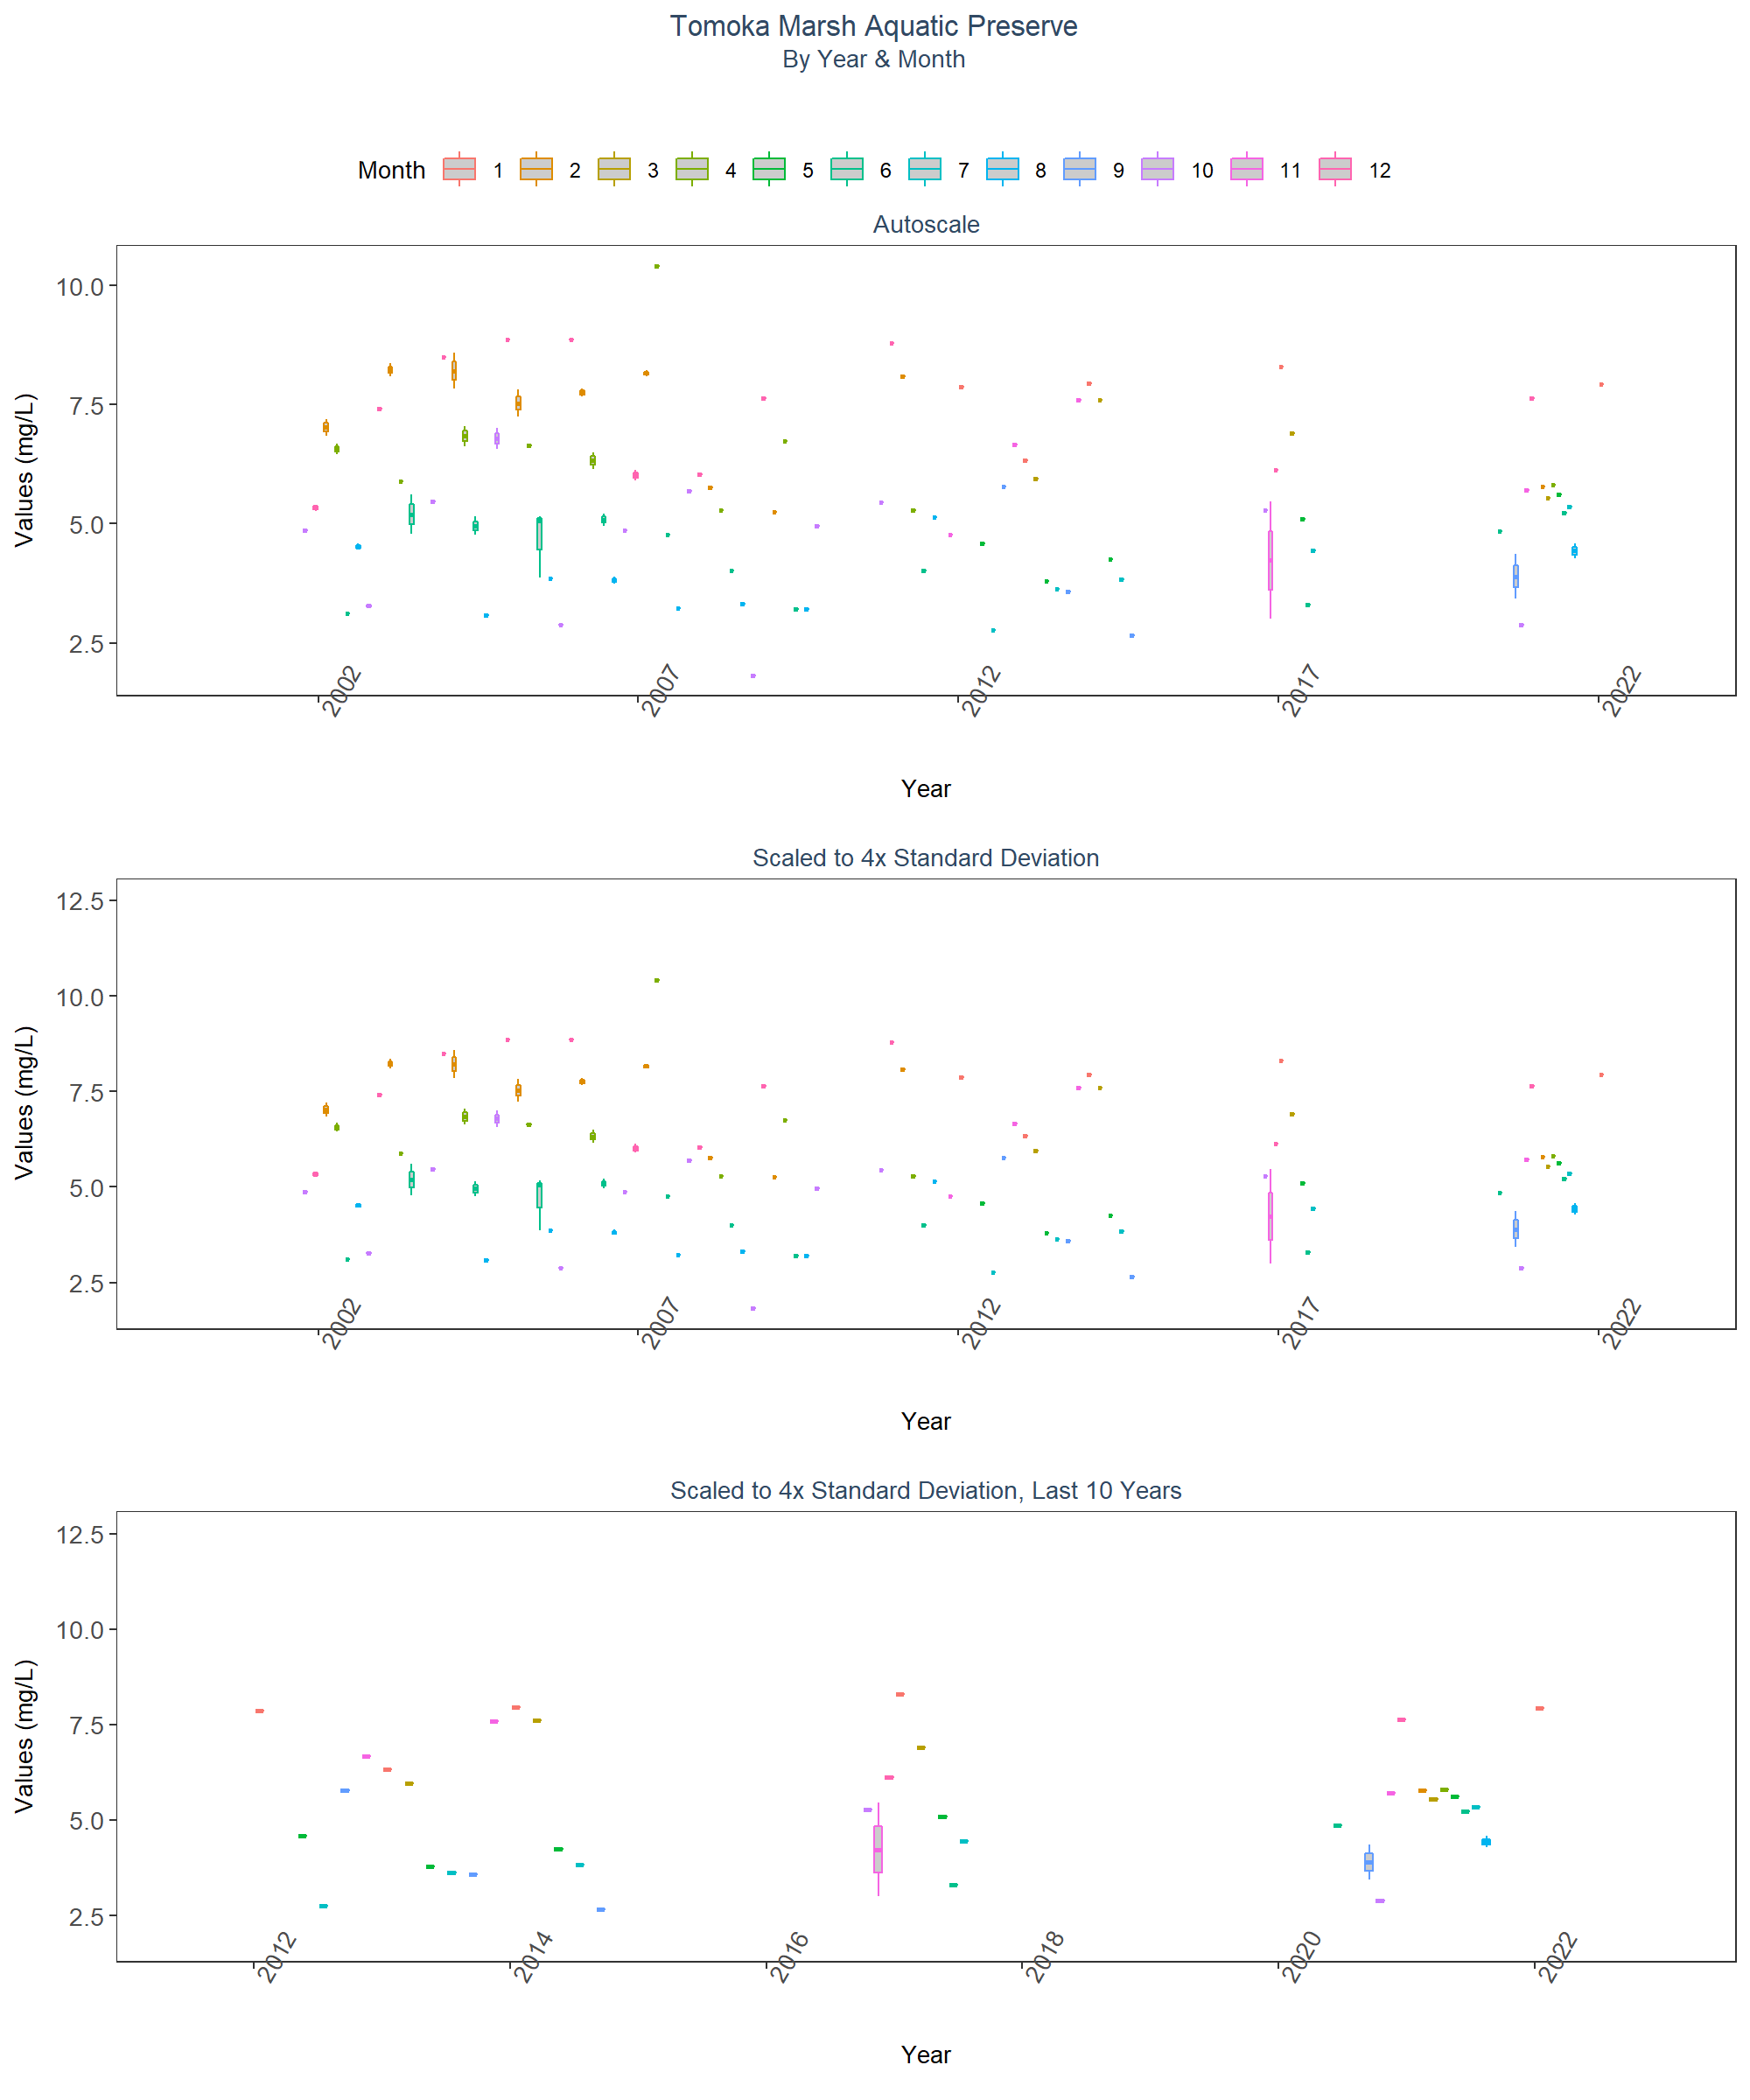 Tomoka Marsh Aquatic Preserve
By Year & Month
Month 1 2 3 4 5 6 7 8 9 10 11 12
Autoscale
Values (mg/L)
10.0
7.5
5.0
2.5
2002 2007 2012 2017 2022
Year
Scaled to 4x Standard Deviation
Values (mg/L)
12.5
10.0
7.5
5.0
2.5
2002 2007 2012 2017 2022
Year
Scaled to 4x Standard Deviation, Last 10 Years
Values (mg/L)
12.5
10.0
7.5
5.0
2.5
2012 2014 2016 2018 2020 2022
Year